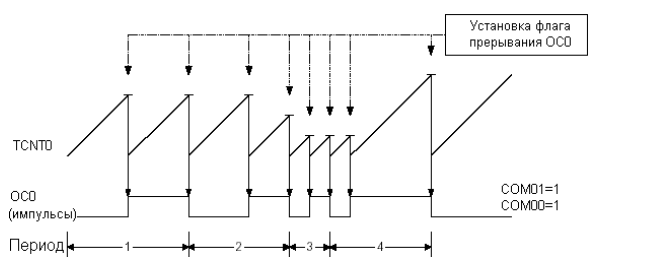 Установка флага
прерывания OC0
TCNT0
OC0
(импульсы)
COM01=1
COM00=1
Период
1
2
3
4